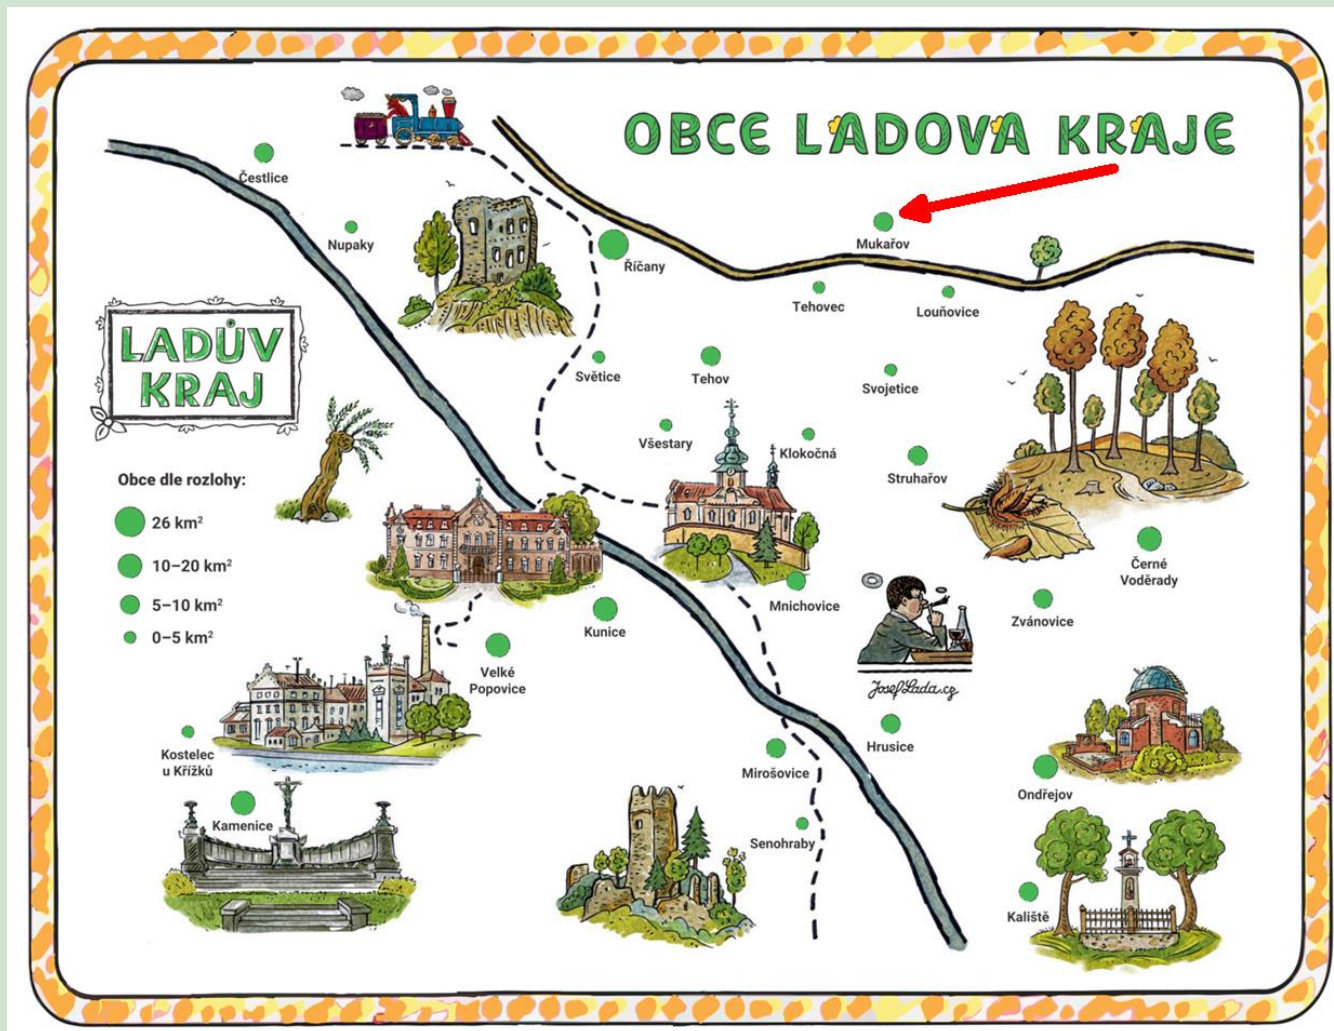 OBCE LADOVA KRAJE
Čestlice
Nupaky
Říčany
Mukařov
Tehovec
Louňovice
LADŮV
KRAJ
Světice
Tehov
Svojetice
Všestary
Klokočná
Struhařov
Obce dle rozlohy:
26 km²
10–20 km²
5–10 km²
0–5 km²
Černé
Voděrady
Mnichovice
Zvánovice
Kunice
Velké
Popovice
JosefLada.cz
Hrusice
Kostelec
u Křížků
Mirošovice
Ondřejov
Kamenice
Senohraby
Kaliště